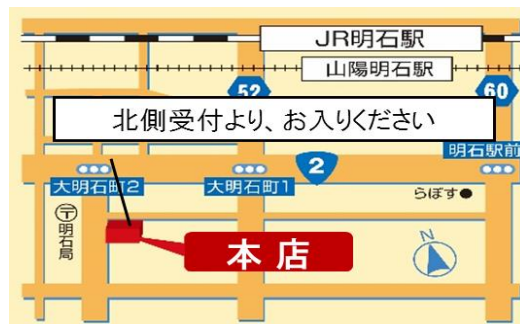 JR明石駅
山陽明石駅
52
60
北側受付より、お入りください
明石駅前
2
大明石町2
大明石町1
らぽす●
〒
明石局
本店
N